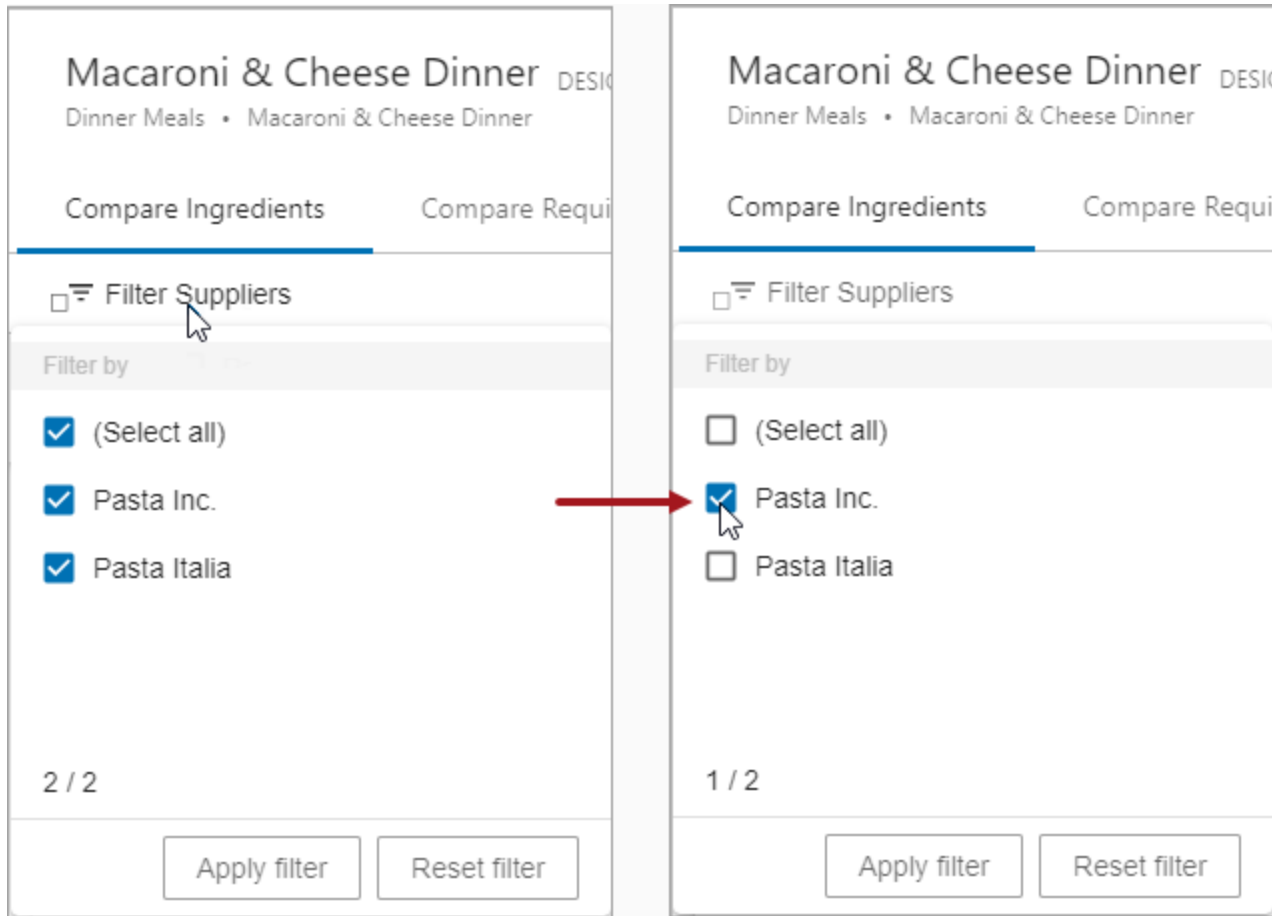 Macaroni & Cheese Dinner
Dinner Meals • Macaroni & Cheese Dinner
Compare Ingredients
Compare
Filter Suppliers
Filter by
(Select all)
Pasta Inc.
Pasta Italia
2 / 2
Apply filter
Reset filter
Macaroni & Cheese Dinner
Dinner Meals • Macaroni & Cheese Dinner
Compare Ingredients
Compare
Filter Suppliers
Filter by
(Select all)
Pasta Inc.
Pasta Italia
1 / 2
Apply filter
Reset filter